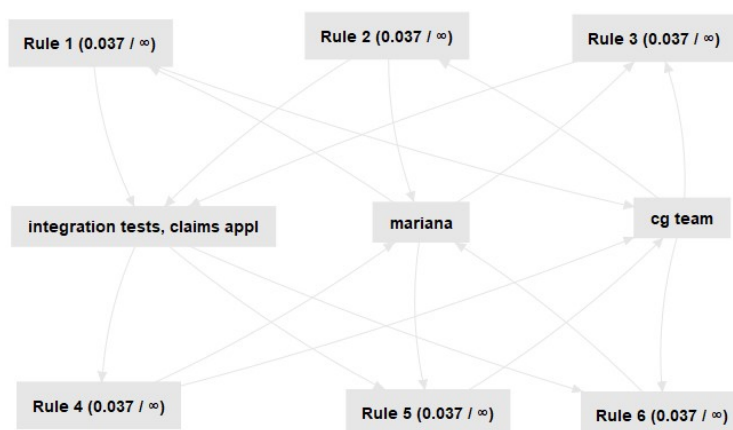 Rule 1 (0.037 / ∞)
Rule 2 (0.037 / ∞)
Rule 3 (0.037 / ∞)
integration tests, claims appl
mariana
cg team
Rule 4 (0.037 / ∞)
Rule 5 (0.037 / ∞)
Rule 6 (0.037 / ∞)